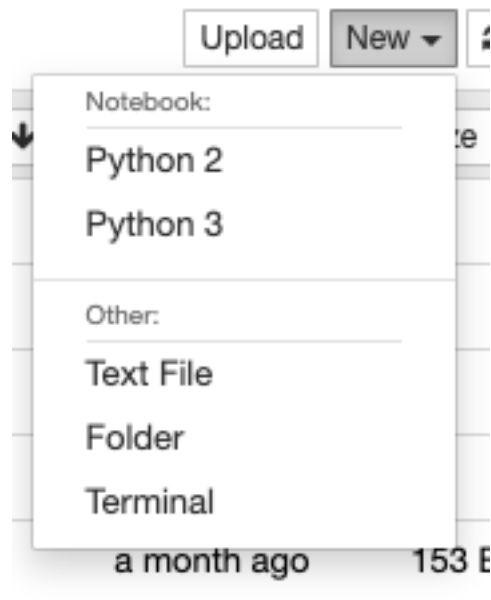 Upload New
Notebook:
Python 2
Python 3
Other:
Text File
Folder
Terminal
a month ago 153